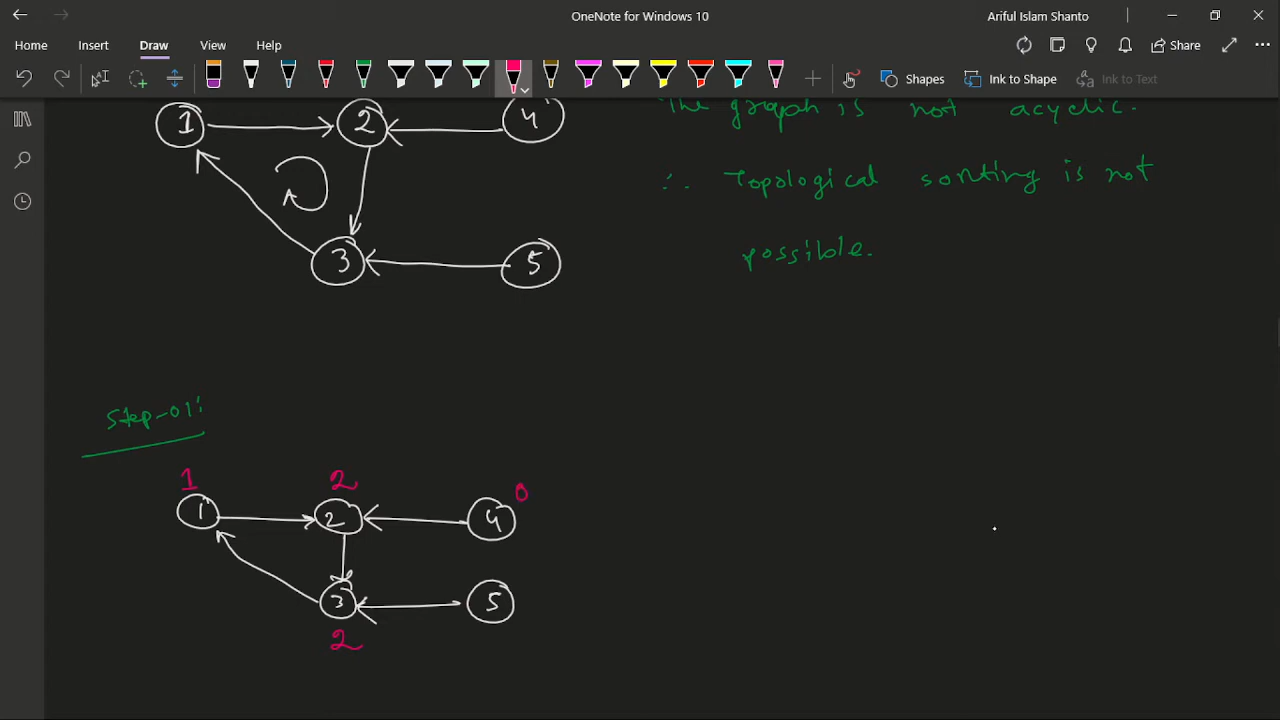 OneNote for Windows 10
Ariful Islam Shanto
Home Insert Draw View Help
Share
Shapes
Ink to Shape
Ink to Text
1 2 4
The graph is not acyclic.
∴ Topological sorting is not
possible.
3 5
Step-01:
1 2 0
1 2 4
3 5
2